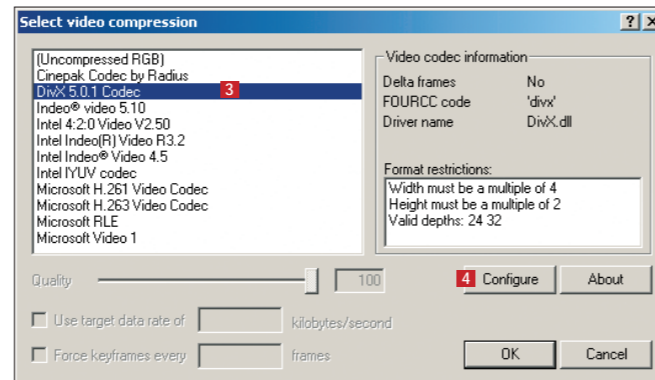 Select video compression
(Uncompressed RGB)
Cinepak Codec by Radius
DivX 5.0.1 Codec 3
Indeo® video 5.10
Intel 4:2:0 Video V2.50
Intel Indeo(R) Video R3.2
Intel Indeo® Video 4.5
Intel IYUV codec
Microsoft H.261 Video Codec
Microsoft H.263 Video Codec
Microsoft RLE
Microsoft Video 1
Video codec information
Delta frames No
FOURCC code 'divx'
Driver name DivX.dll
Format restrictions:
Width must be a multiple of 4
Height must be a multiple of 2
Valid depths: 24 32
Quality 100
4 Configure About
Use target data rate of kilobytes/second
Force keyframes every frames
OK Cancel